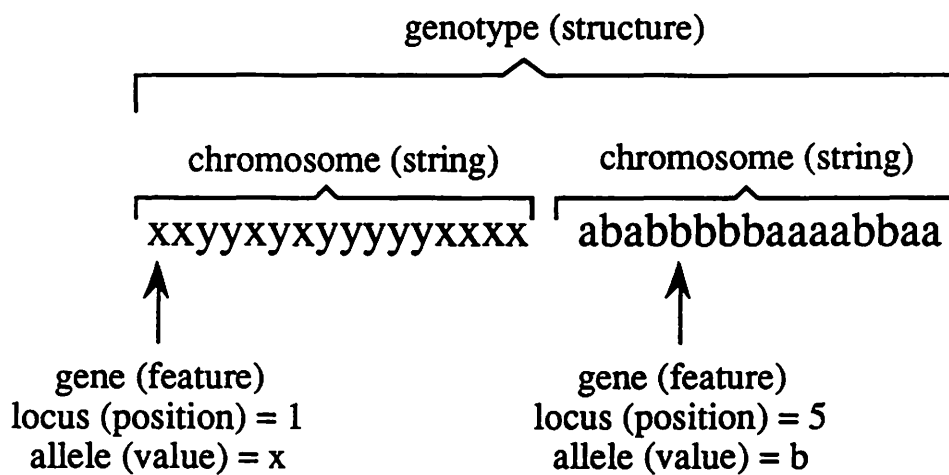 genotype (structure)
chromosome (string) chromosome (string)
xxyyxyxyyyyyxxxx ababbbbbaaaabbaa
gene (feature)
locus (position) = 1
allele (value) = x
gene (feature)
locus (position) = 5
allele (value) = b